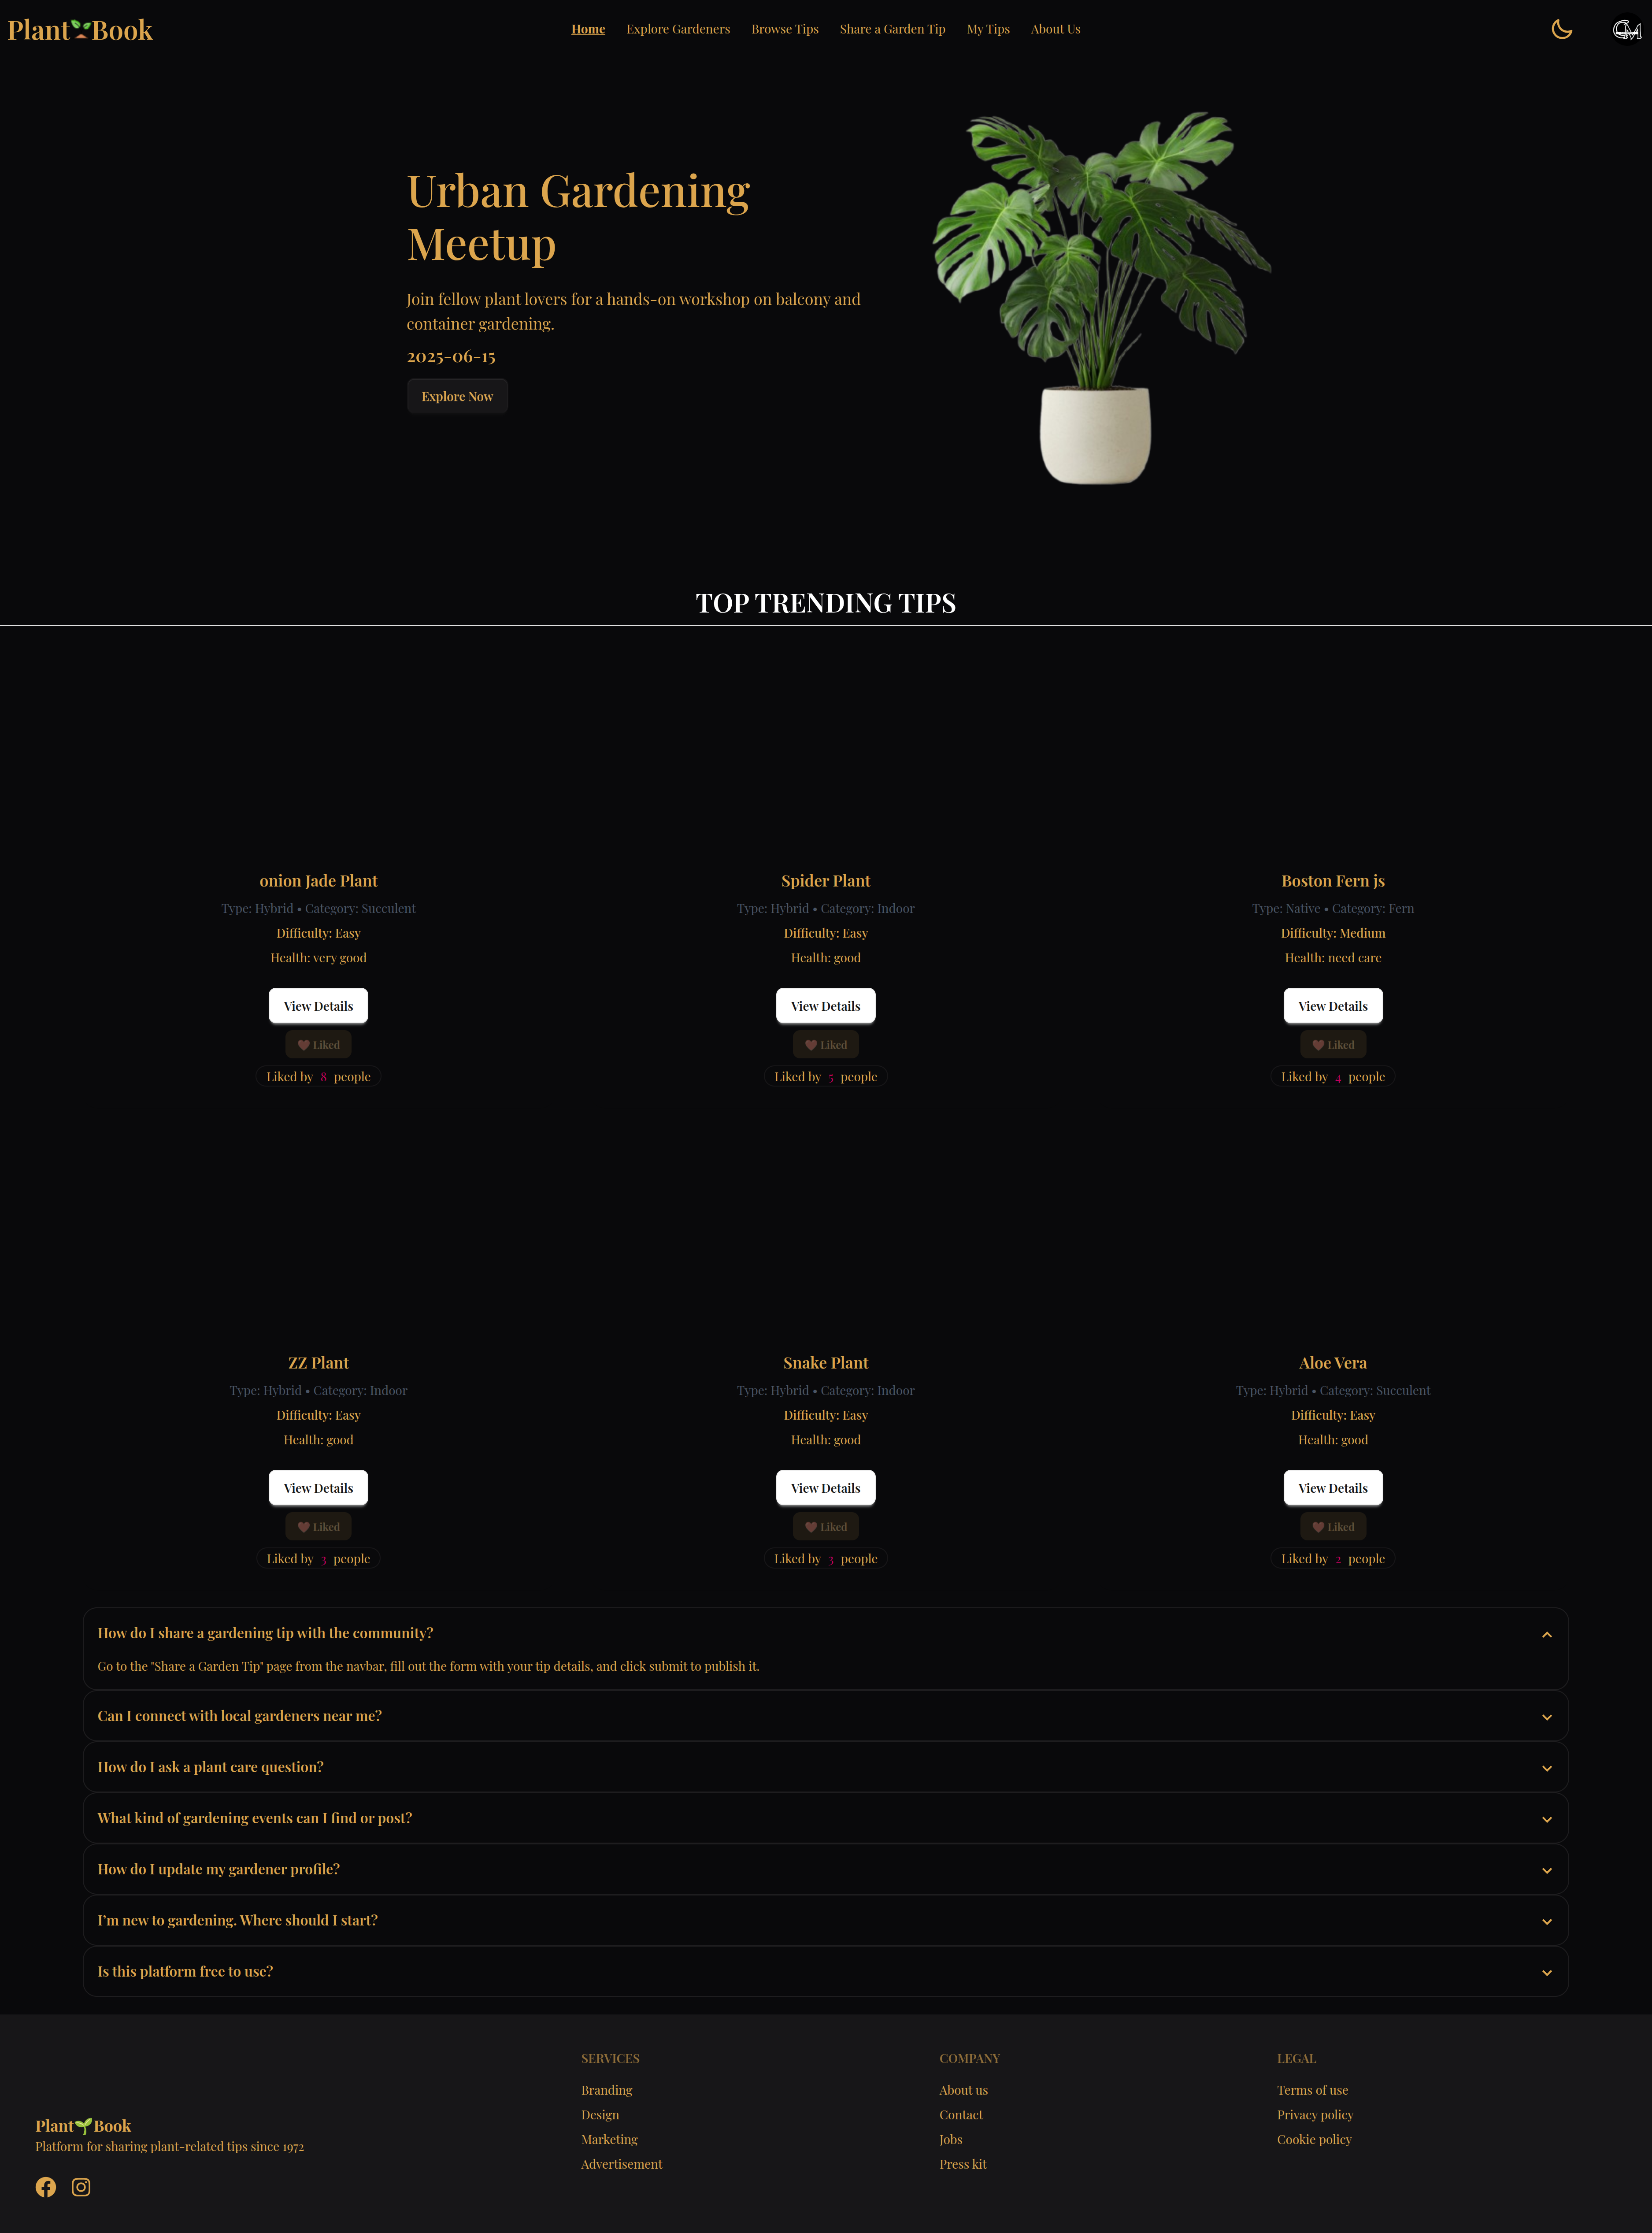 Plant🌱Book
Home Explore Gardeners Browse Tips Share a Garden Tip My Tips About Us
Urban Gardening
Meetup
Join fellow plant lovers for a hands-on workshop on balcony and
container gardening.
2025-06-15
Explore Now
TOP TRENDING TIPS
onion Jade Plant
Type: Hybrid • Category: Succulent
Difficulty: Easy
Health: very good
View Details
❤️ Liked
Liked by 8 people
Spider Plant
Type: Hybrid • Category: Indoor
Difficulty: Easy
Health: good
View Details
❤️ Liked
Liked by 5 people
Boston Fern js
Type: Native • Category: Fern
Difficulty: Medium
Health: need care
View Details
❤️ Liked
Liked by 4 people
ZZ Plant
Type: Hybrid • Category: Indoor
Difficulty: Easy
Health: good
View Details
❤️ Liked
Liked by 3 people
Snake Plant
Type: Hybrid • Category: Indoor
Difficulty: Easy
Health: good
View Details
❤️ Liked
Liked by 3 people
Aloe Vera
Type: Hybrid • Category: Succulent
Difficulty: Easy
Health: good
View Details
❤️ Liked
Liked by 2 people
How do I share a gardening tip with the community?
Go to the "Share a Garden Tip" page from the navbar, fill out the form with your tip details, and click submit to publish it.
Can I connect with local gardeners near me?
How do I ask a plant care question?
What kind of gardening events can I find or post?
How do I update my gardener profile?
I'm new to gardening. Where should I start?
Is this platform free to use?
Plant🌱Book
Platform for sharing plant-related tips since 1972
SERVICES
Branding
Design
Marketing
Advertisement
COMPANY
About us
Contact
Jobs
Press kit
LEGAL
Terms of use
Privacy policy
Cookie policy